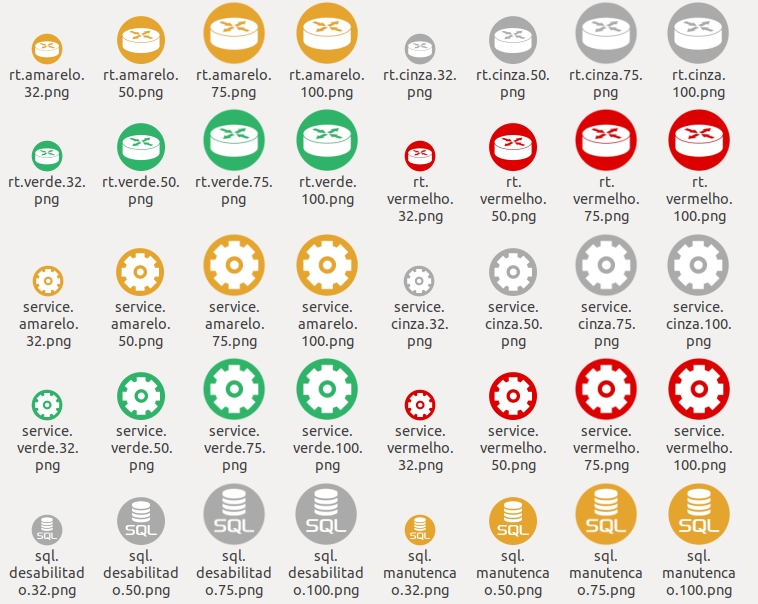 rt.amarelo.
32.png
rt.amarelo.
50.png
rt.amarelo.
75.png
rt.amarelo.
100.png
rt.cinza.32.
png
rt.cinza.50.
png
rt.cinza.75.
png
rt.cinza.
100.png
rt.verde.32.
png
rt.verde.50.
png
rt.verde.75.
png
rt.verde.
100.png
rt.
vermelho.
32.png
rt.
vermelho.
50.png
rt.
vermelho.
75.png
rt.
vermelho.
100.png
service.
amarelo.
32.png
service.
amarelo.
50.png
service.
amarelo.
75.png
service.
amarelo.
100.png
service.
cinza.32.
png
service.
cinza.50.
png
service.
cinza.75.
png
service.
cinza.100.
png
service.
verde.32.
png
service.
verde.50.
png
service.
verde.75.
png
service.
verde.100.
png
service.
vermelho.
32.png
service.
vermelho.
50.png
service.
vermelho.
75.png
service.
vermelho.
100.png
SQL
sql.
desabilitad
o.32.png
SQL
sql.
desabilitad
o.50.png
SQL
sql.
desabilitad
o.75.png
SQL
sql.
desabilitad
o.100.png
SQL
sql.
manutenca
o.32.png
SQL
sql.
manutenca
o.50.png
SQL
sql.
manutenca
o.75.png
SQL
sql.
manutenca
o.100.png